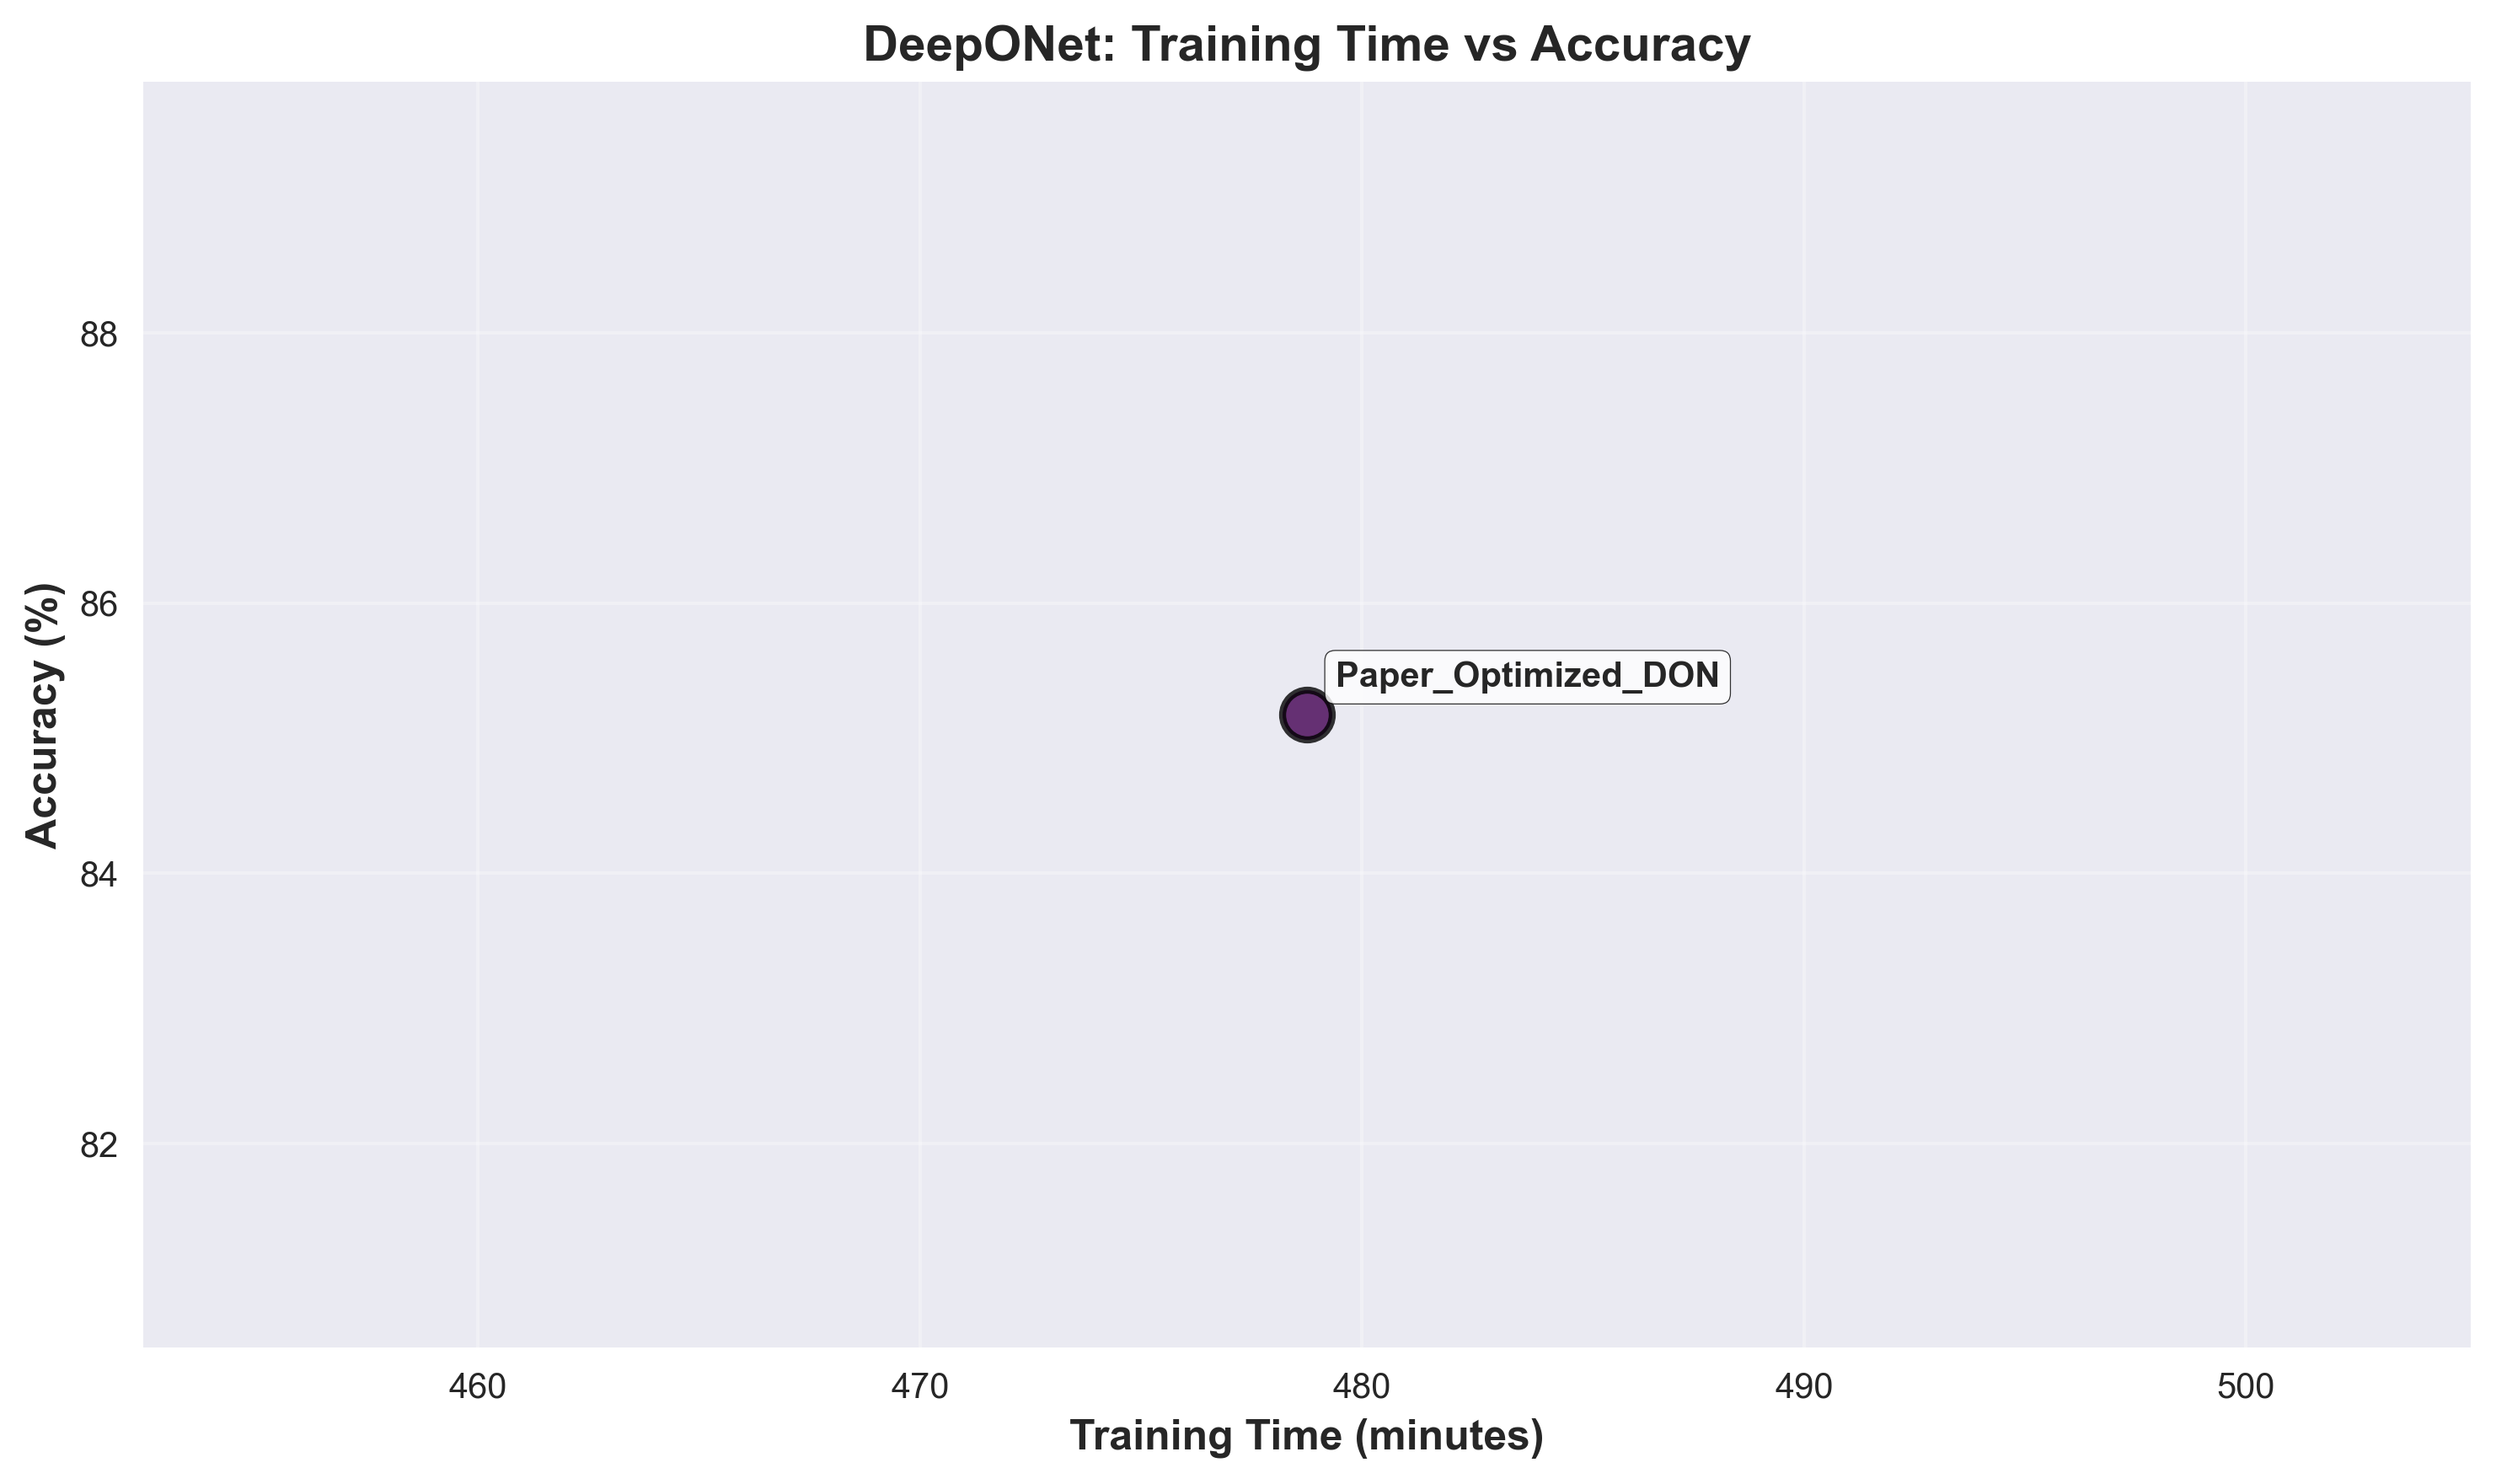 DeepONet: Training Time vs Accuracy
Accuracy (%)
88
86
84
82
Paper_Optimized_DON
460
470
480
490
500
Training Time (minutes)